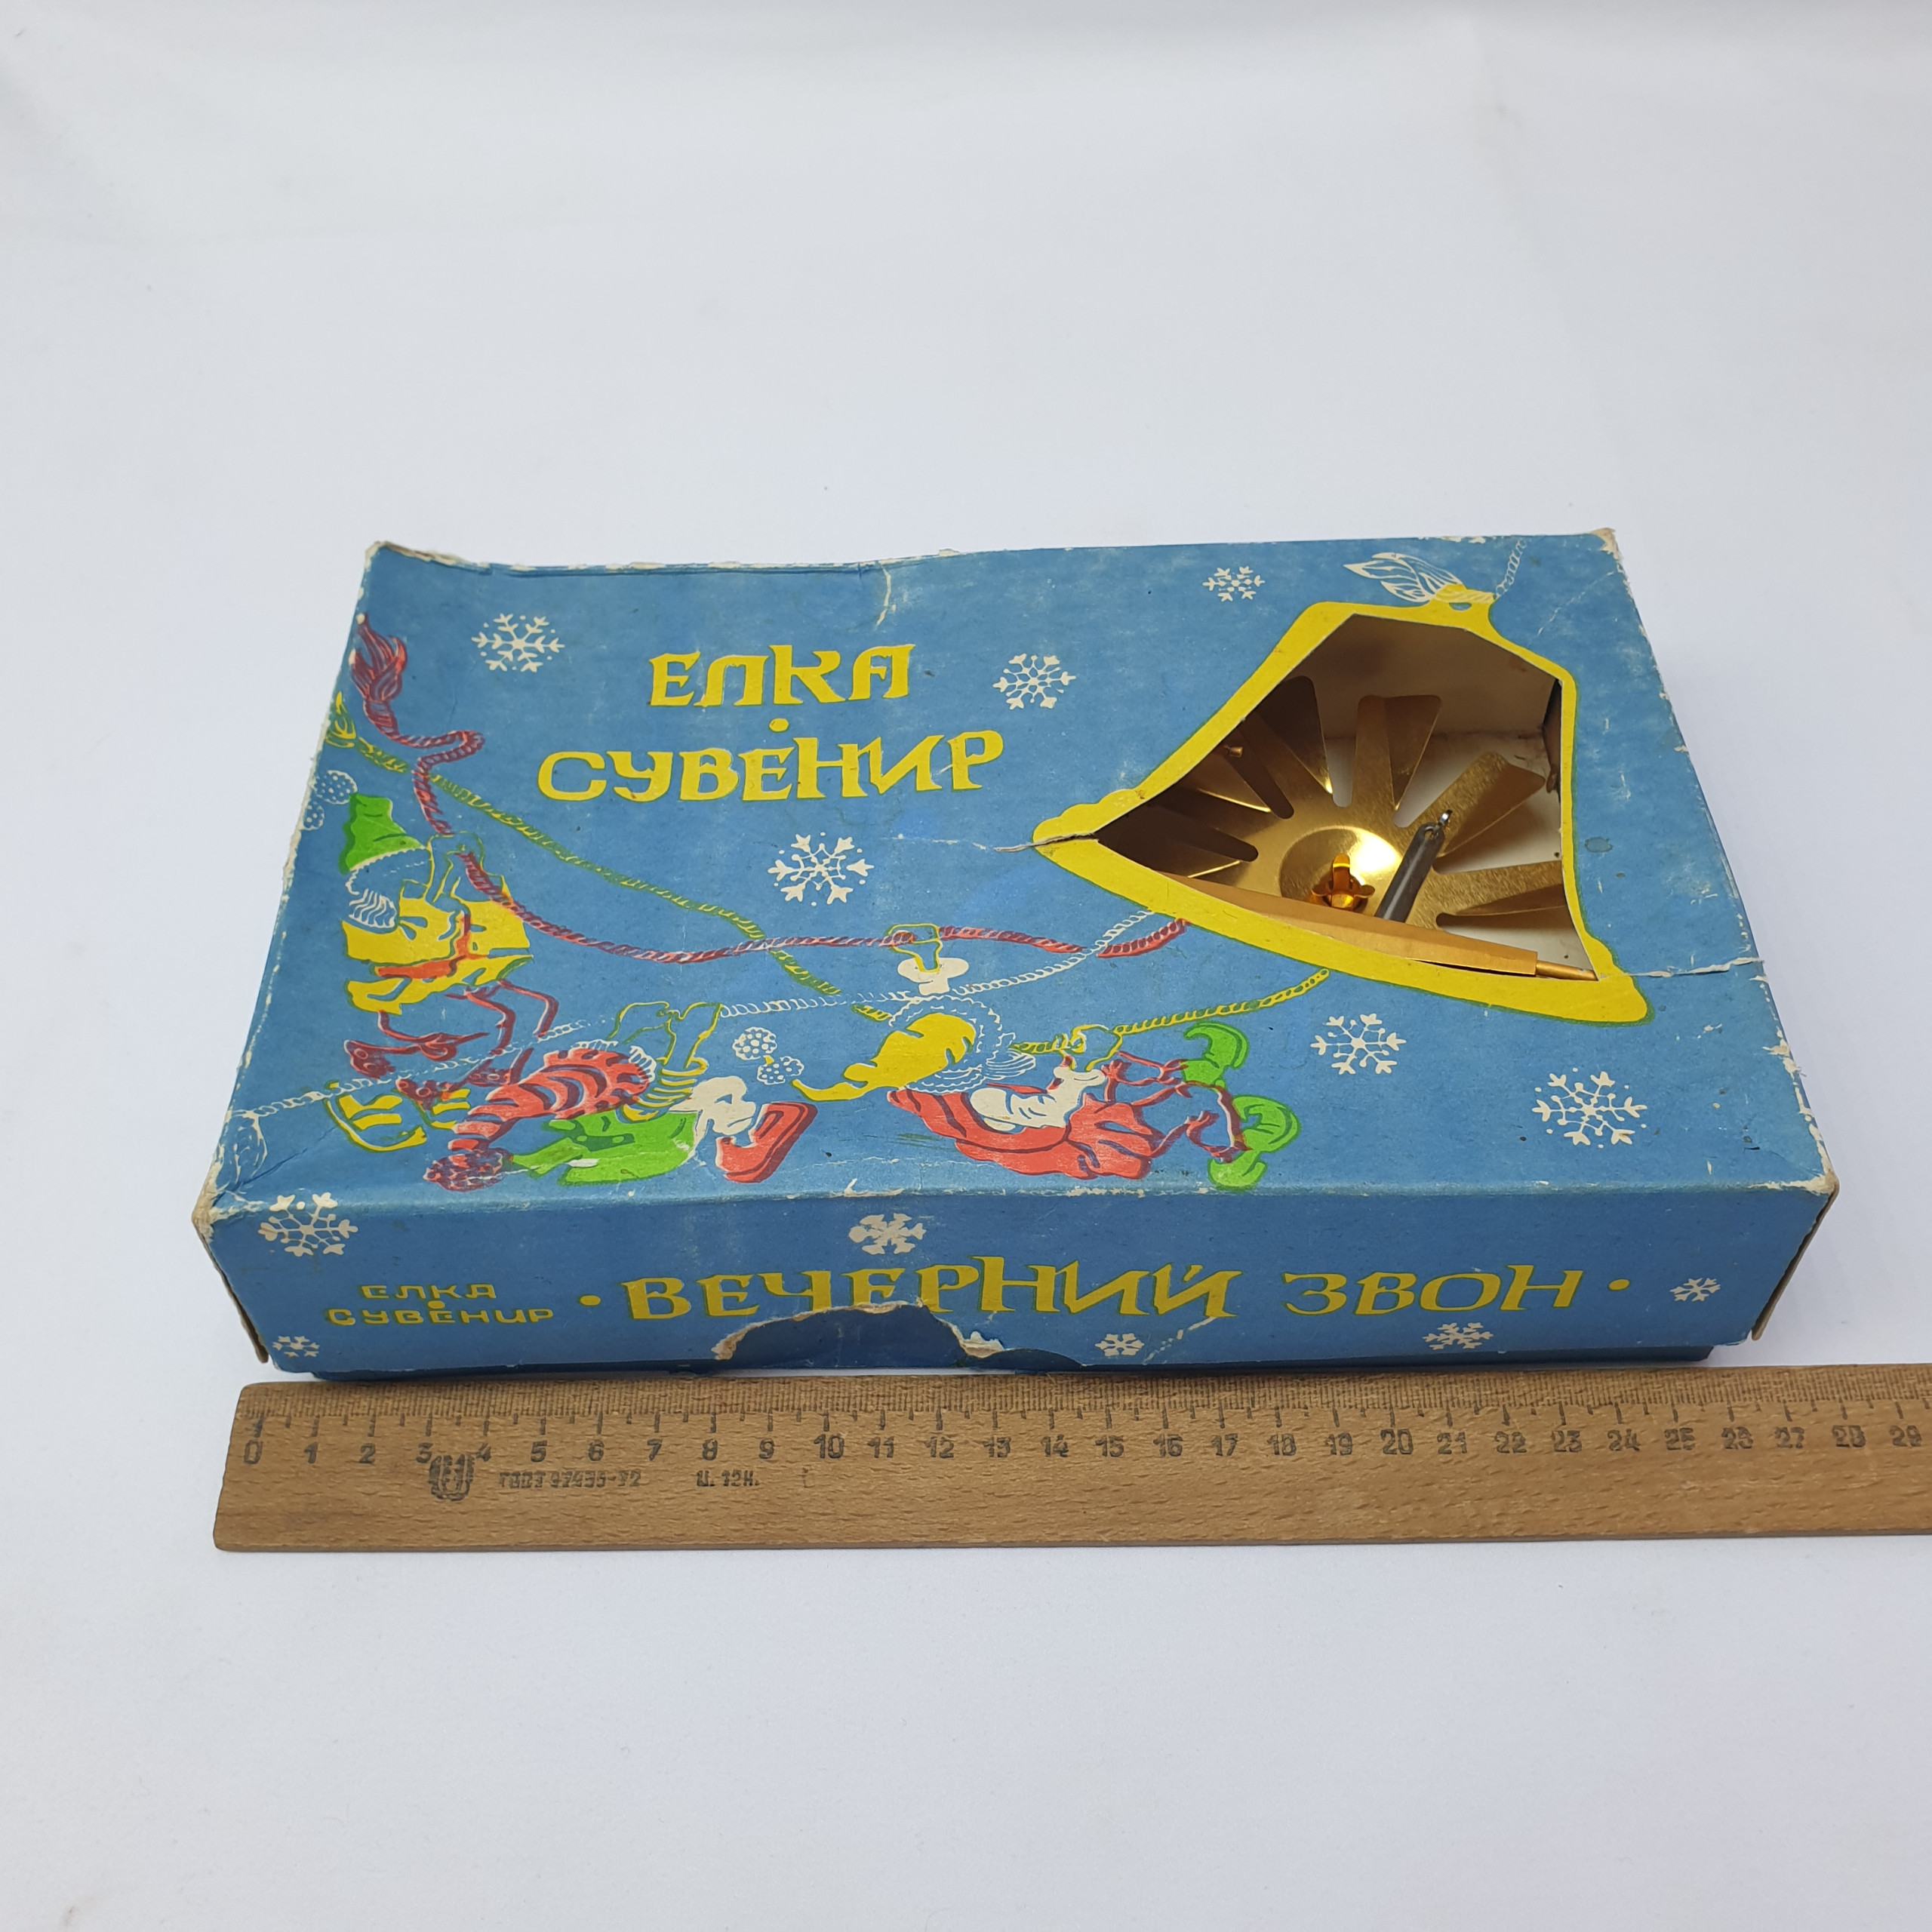 ЕЛКА
СУВЕНИР
ЕЛКА
СУВЕНИР
• ВЕЧЕРНИЙ ЗВОН •
0 1 2 3 4 5 6 7 8 9 10 11 12 13 14 15 16 17 18 19 20 21 22 23 24 25 26 27 28 29
Ц. 12К.